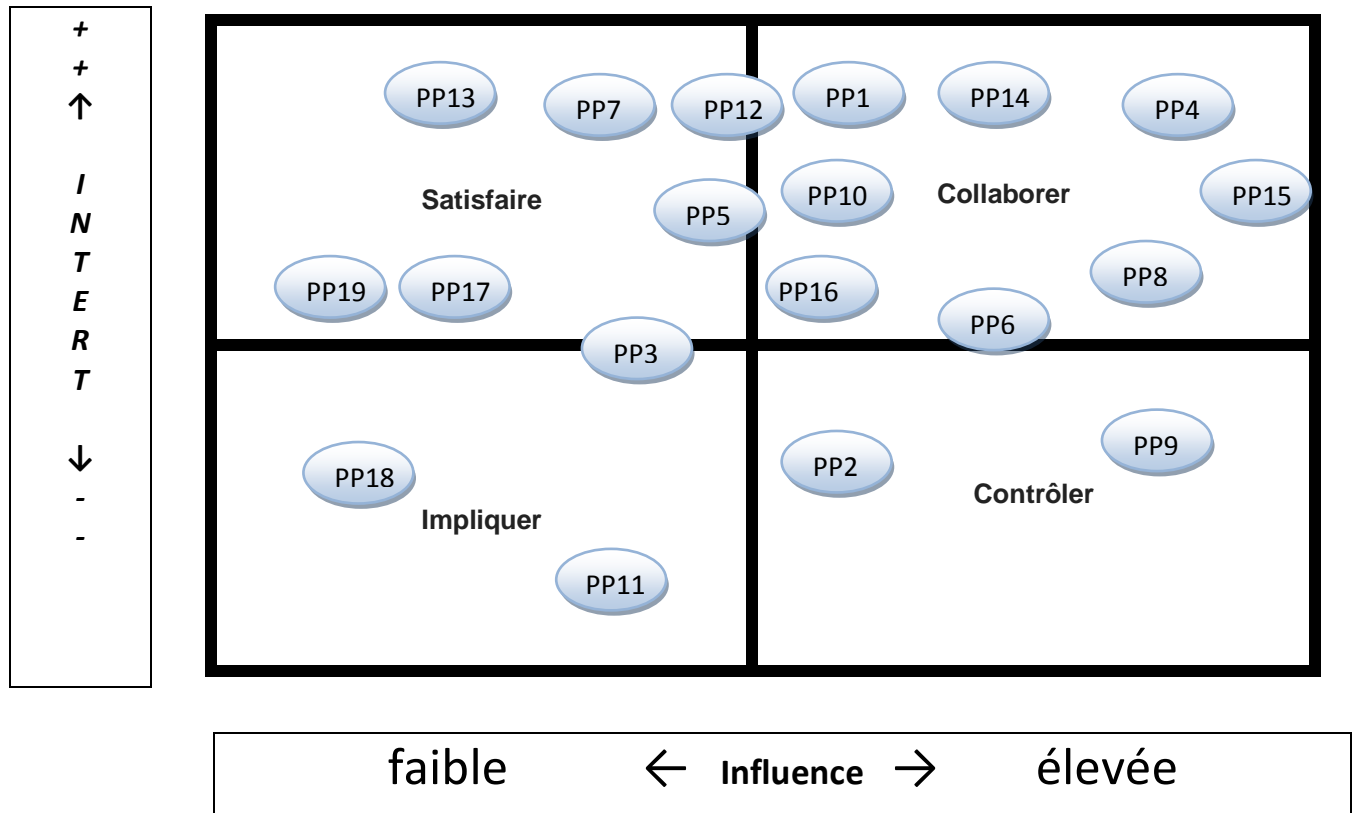 +
+
↑
I
N
T
E
R
T
↓
-
-
PP13
PP7
PP12
PP1
PP14
PP4
Satisfaire
PP5
PP10
Collaborer
PP15
PP19
PP17
PP3
PP16
PP6
PP8
PP18
Impliquer
PP11
PP2
Contrôler
PP9
faible ← Influence → élevée